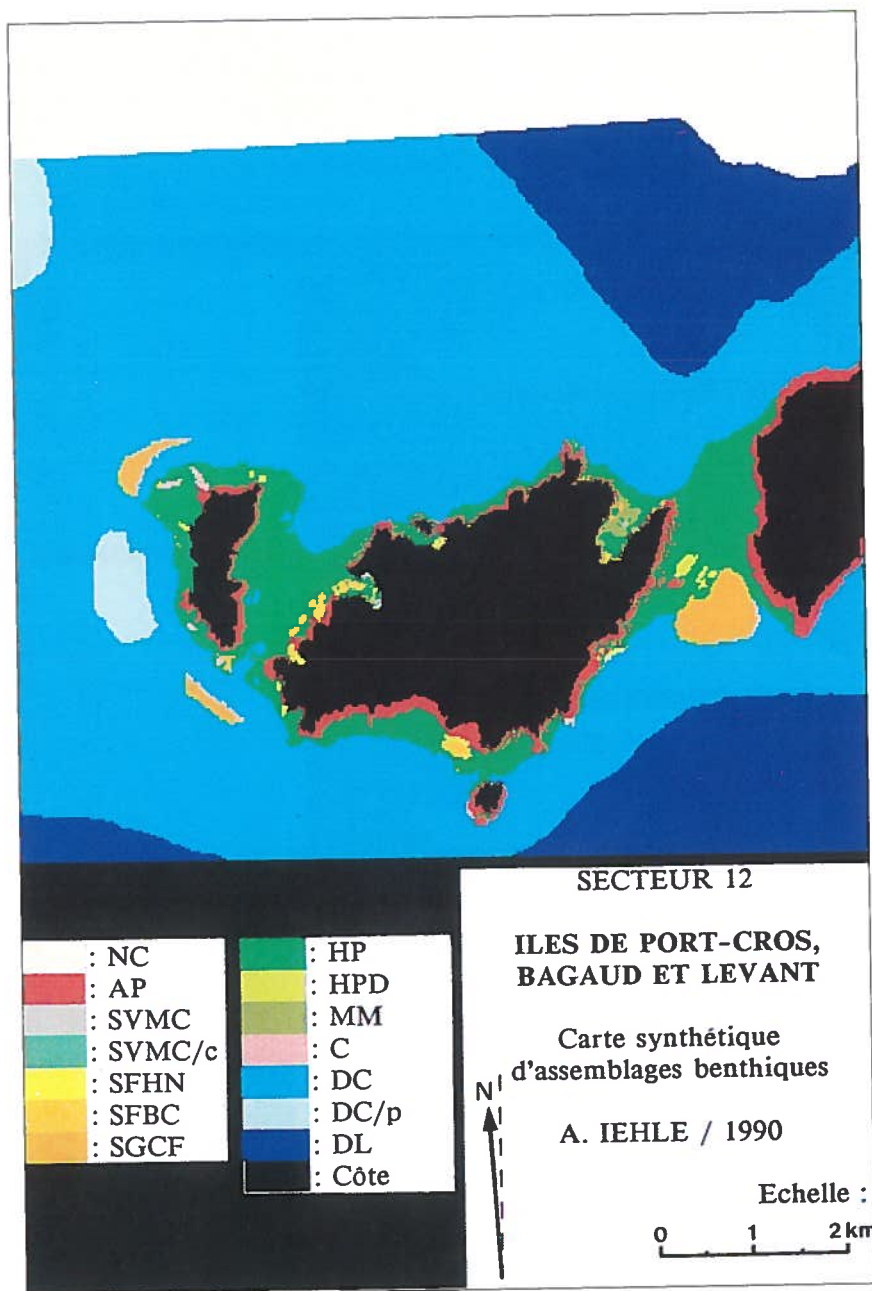 SECTEUR 12
ILES DE PORT-CROS,
BAGAUD ET LEVANT
Carte synthétique
d'assemblages benthiques
A. IEHLE / 1990
N
Echelle :
0 1 2 km
: NC
: AP
: SVMC
: SVMC/c
: SFHN
: SFBC
: SGCF
: HP
: HPD
: MM
: C
: DC
: DC/p
: DL
: Côte